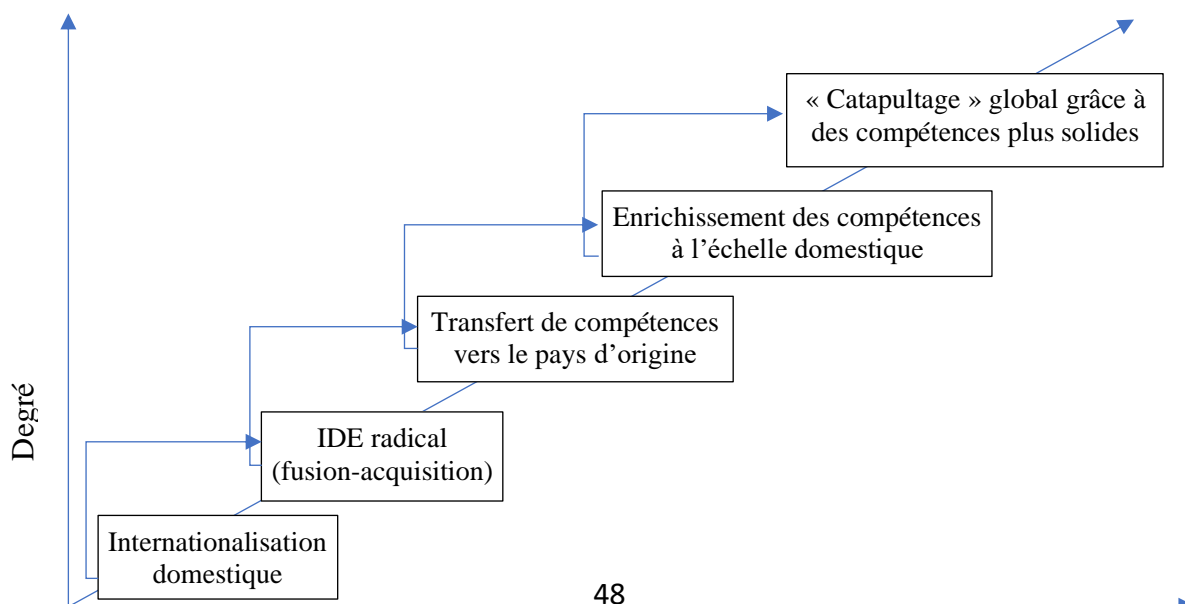 « Catapultage » global grâce à
des compétences plus solides
Enrichissement des compétences
à l’échelle domestique
Transfert de compétences
vers le pays d’origine
Degré
IDE radical
(fusion-acquisition)
Internationalisation
domestique
48